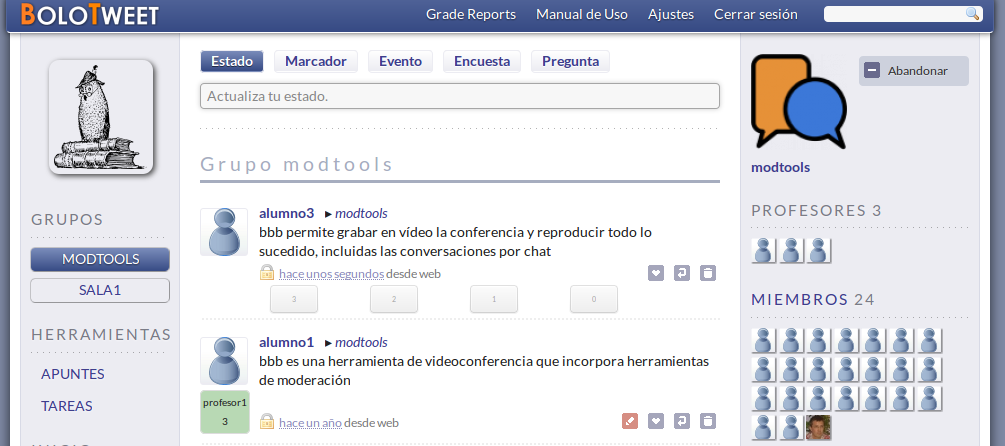 BOLOTWEET
Grade Reports Manual de Uso Ajustes Cerrar sesión
GRUPOS
MODTOOLS
SALA1
HERRAMIENTAS
APUNTES
TAREAS
Estado Marcador Evento Encuesta Pregunta
Actualiza tu estado.
Grupo modtools
alumno3 ▸ modtools
bbb permite grabar en vídeo la conferencia y reproducir todo lo
sucedido, incluidas las conversaciones por chat
hace unos segundos desde web
3 2 1 0
alumno1 ▸ modtools
bbb es una herramienta de videoconferencia que incorpora herramientas
de moderación
profesor1
3
hace un año desde web
Abandonar
modtools
PROFESORES 3
MIEMBROS 24